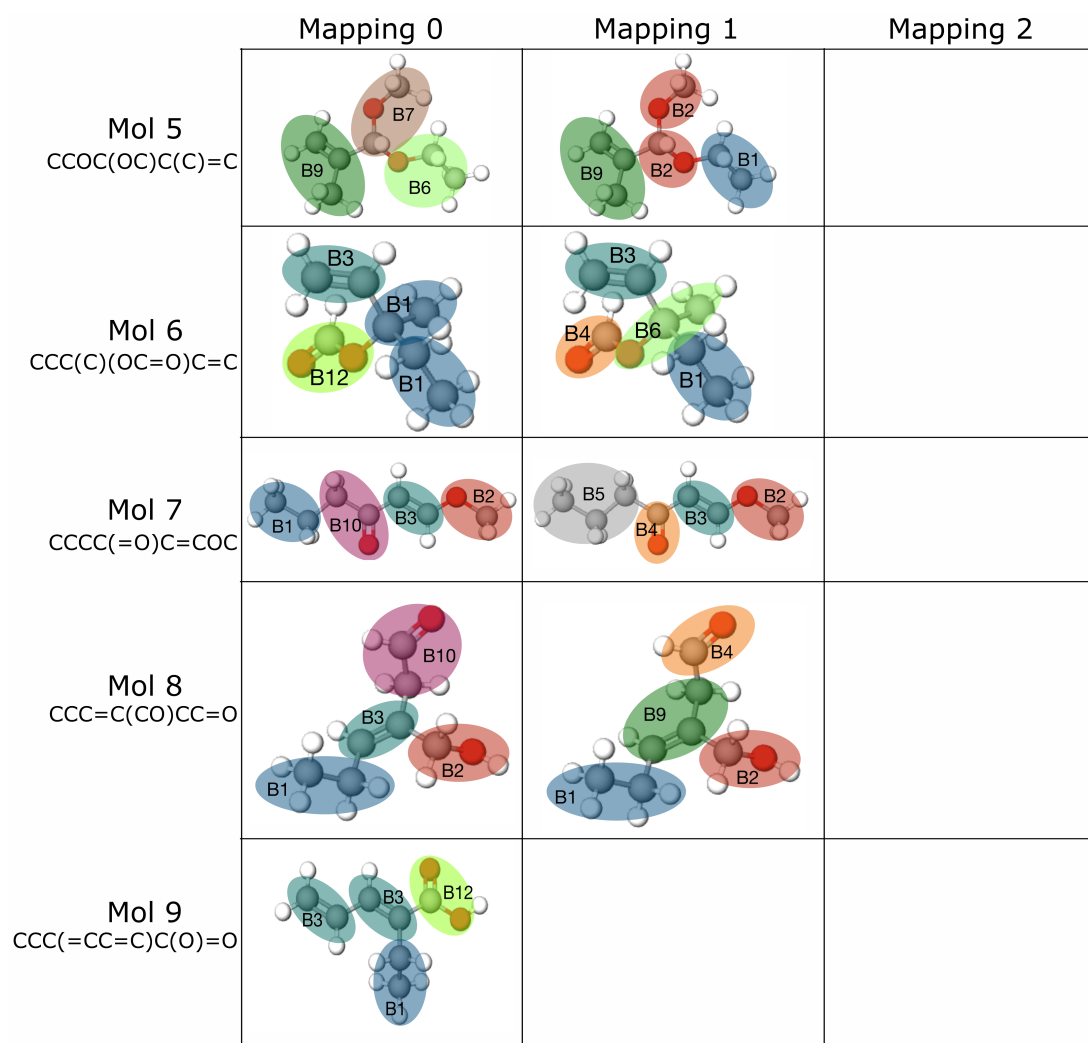 Mapping 0 Mapping 1 Mapping 2
Mol 5
CCOC(OC)C(C)=C
B7
B9
B6
B2
B9
B2
B1
Mol 6
CCC(C)(OC=O)C=C
B3
B1
B12
B1
B3
B4
B6
B1
Mol 7
CCCCC(=O)C=COC
B1
B10
B3
B2
B5
B4
B3
B2
Mol 8
CCC=C(CO)CC=O
B10
B3
B2
B1
B4
B9
B2
B1
Mol 9
CCC(=CC=C)C(O)=O
B3
B3
B12
B1